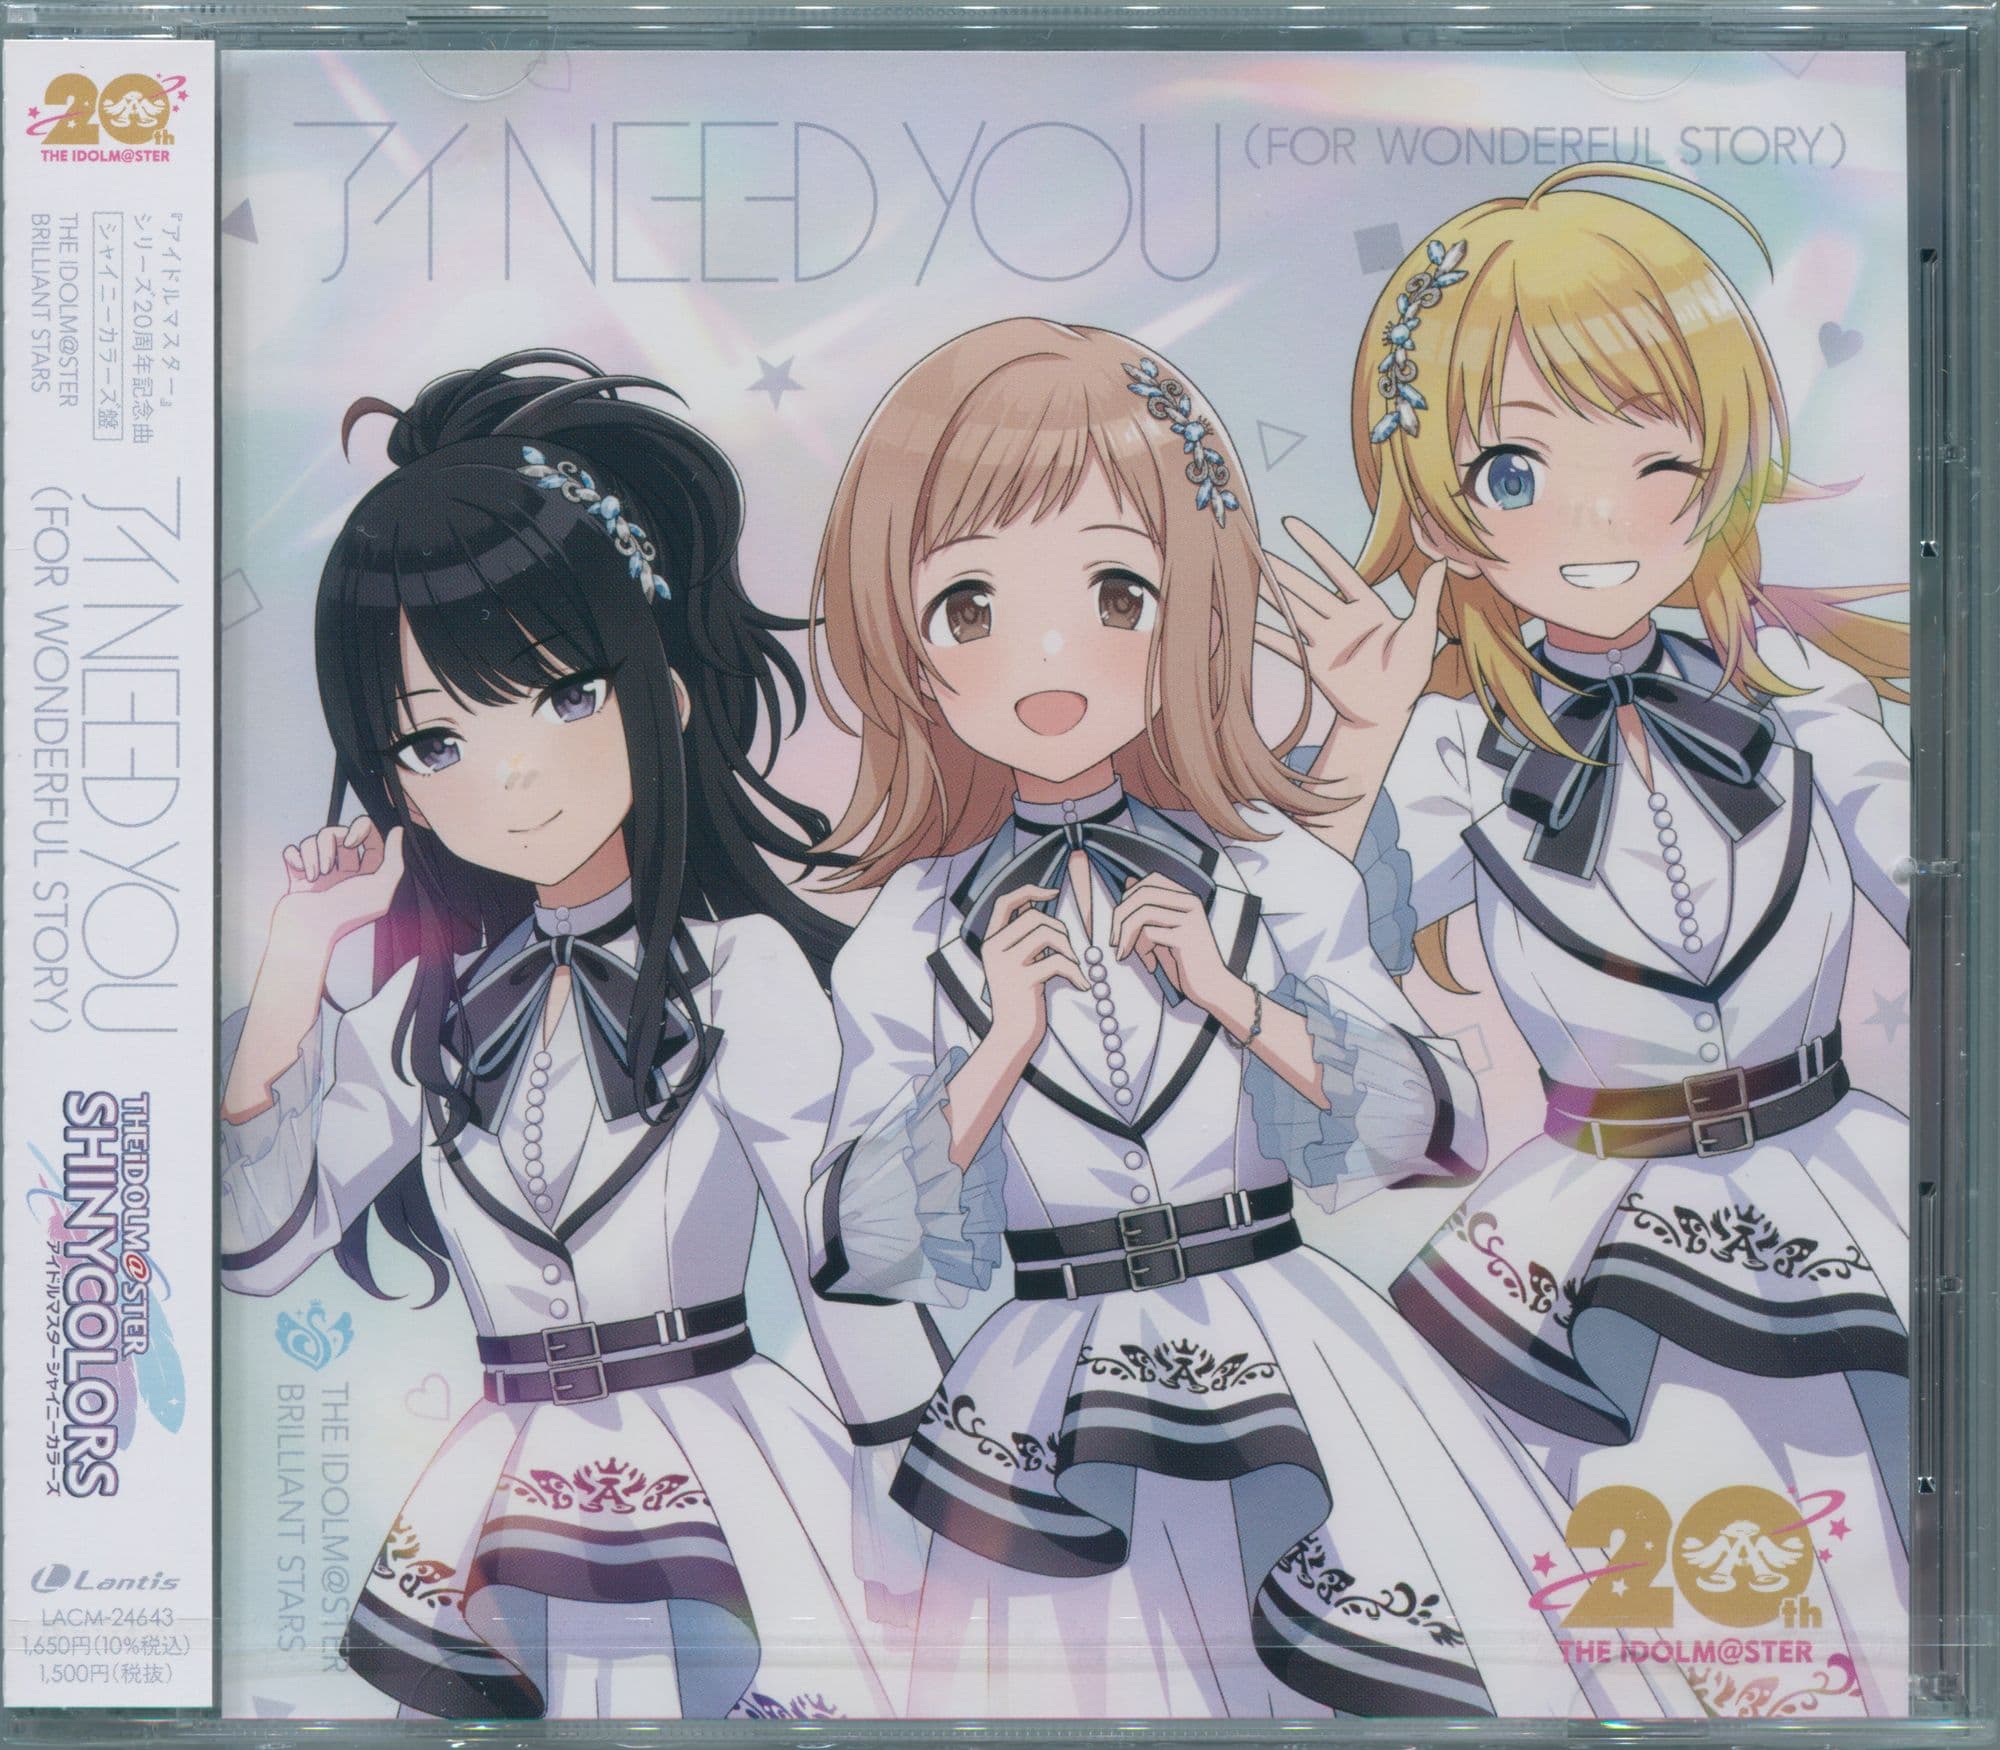 20th
THE IDOLM@STER
『アイドルマスター』
シリーズ20周年記念曲
シャイニーカラーズ盤
THE IDOLM@STER
BRILLIANT STARS
アイ NEED YOU
(FOR WONDERFUL STORY)
THE iDOLM@STER
SHINYCOLORS
アイドルマスターシャイニーカラーズ
Lantis
LACM-24643
1,650円(10%税込)
1,500円(税抜)
アイ NEED YOU (FOR WONDERFUL STORY)
THE IDOLM@STER
BRILLIANT STARS
20th
THE IDOLM@STER